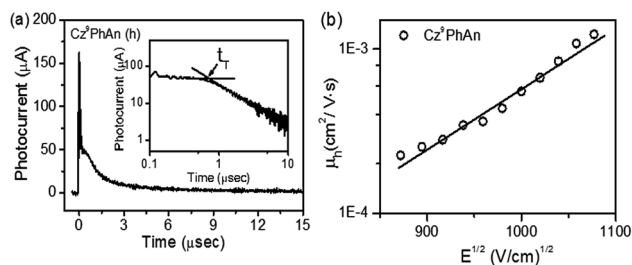 (a)
Cz⁹PhAn (h)
200
150
100
50
0
Photocurrent (μA)
0 3 6 9 12 15
Time (μsec)
t_T
100
10
1
Photocurrent (μA)
0.1 1 10
Time (μsec)
(b)
Cz⁹PhAn
1E-3
1E-4
μ_h(cm²/ V·s)
900 1000 1100
E^1/2 (V/cm)^1/2